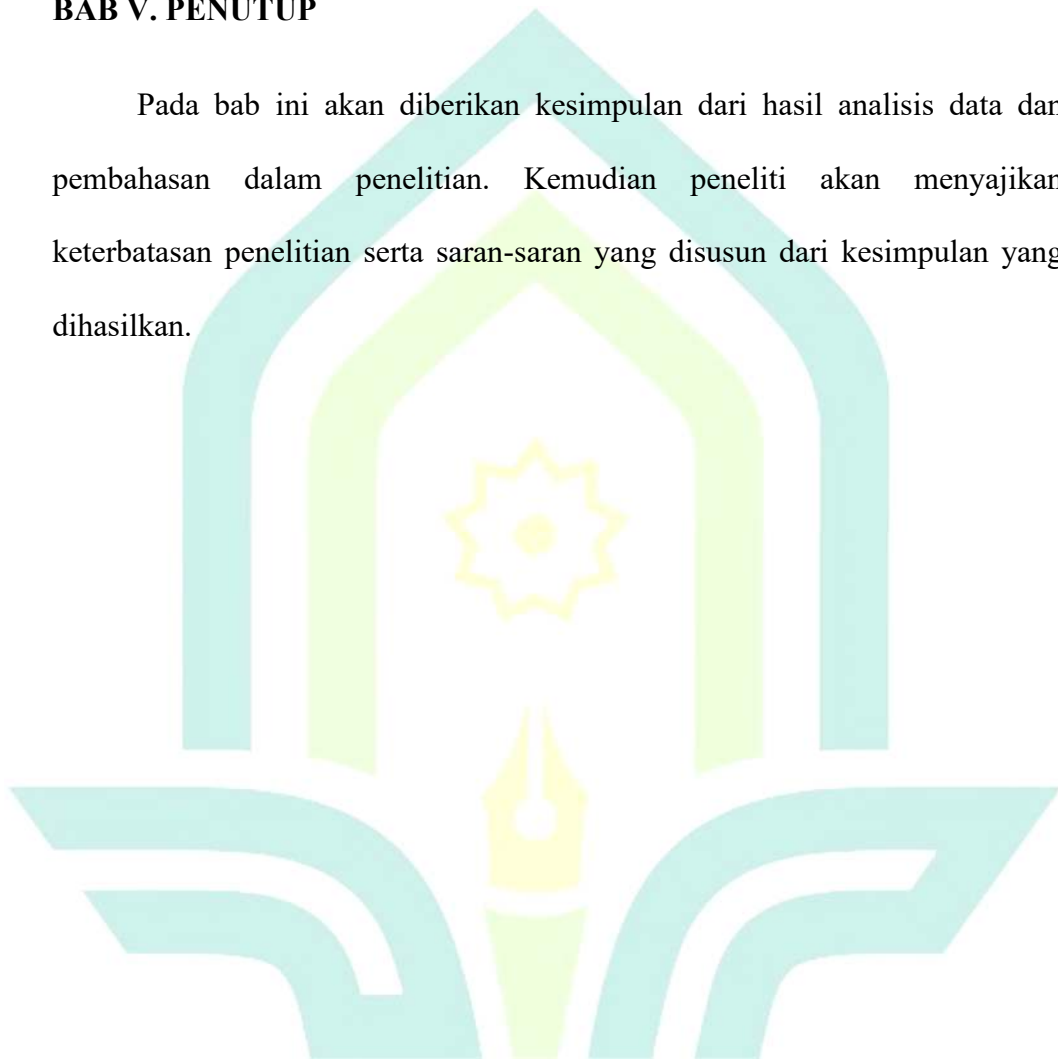 BAB V. PENUTUP
Pada bab ini akan diberikan kesimpulan dari hasil analisis data dan
pembahasan dalam penelitian. Kemudian peneliti akan menyajikan
keterbatasan penelitian serta saran-saran yang disusun dari kesimpulan yang
dihasilkan.